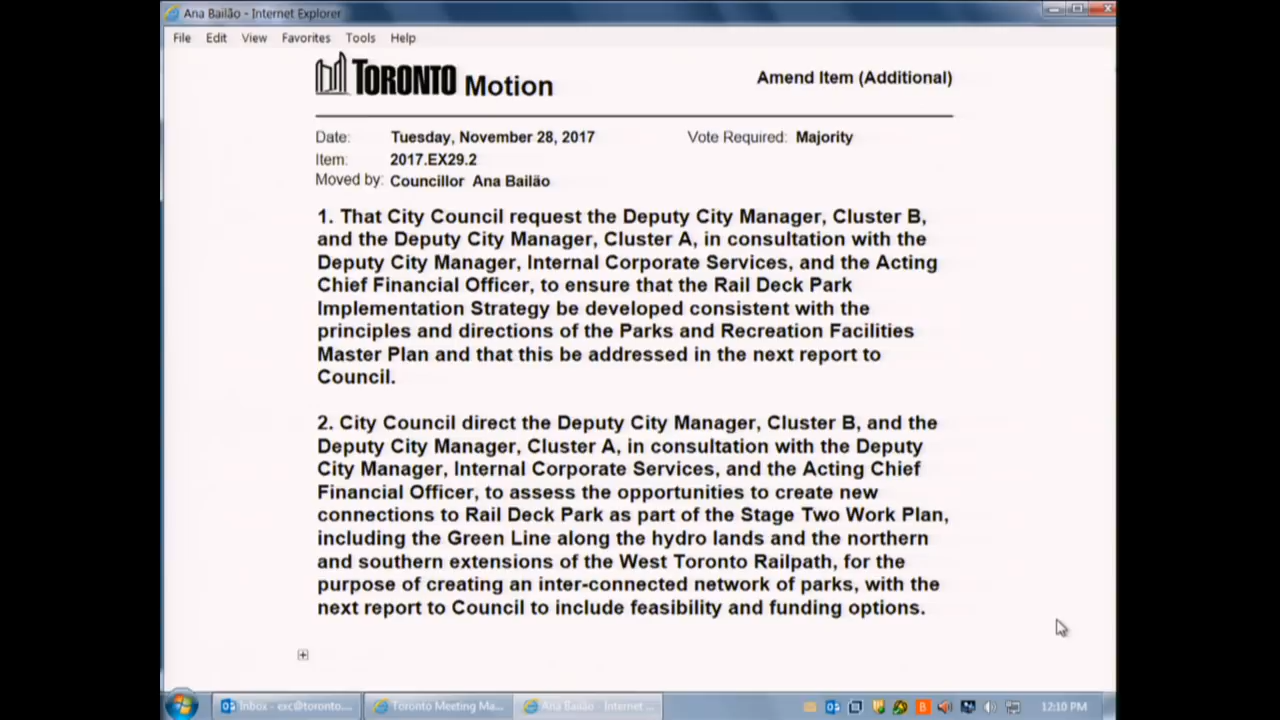 Ana Bailão - Internet Explorer
File Edit View Favorites Tools Help
TORONTO Motion
Amend Item (Additional)
Date: Tuesday, November 28, 2017 Vote Required: Majority
Item: 2017.EX29.2
Moved by: Councillor Ana Bailão
1. That City Council request the Deputy City Manager, Cluster B,
and the Deputy City Manager, Cluster A, in consultation with the
Deputy City Manager, Internal Corporate Services, and the Acting
Chief Financial Officer, to ensure that the Rail Deck Park
Implementation Strategy be developed consistent with the
principles and directions of the Parks and Recreation Facilities
Master Plan and that this be addressed in the next report to
Council.
2. City Council direct the Deputy City Manager, Cluster B, and the
Deputy City Manager, Cluster A, in consultation with the Deputy
City Manager, Internal Corporate Services, and the Acting Chief
Financial Officer, to assess the opportunities to create new
connections to Rail Deck Park as part of the Stage Two Work Plan,
including the Green Line along the hydro lands and the northern
and southern extensions of the West Toronto Railpath, for the
purpose of creating an inter-connected network of parks, with the
next report to Council to include feasibility and funding options.
Inbox - exc@toronto.... Toronto Meeting Ma... Ana Bailão - Internet ... 12:10 PM